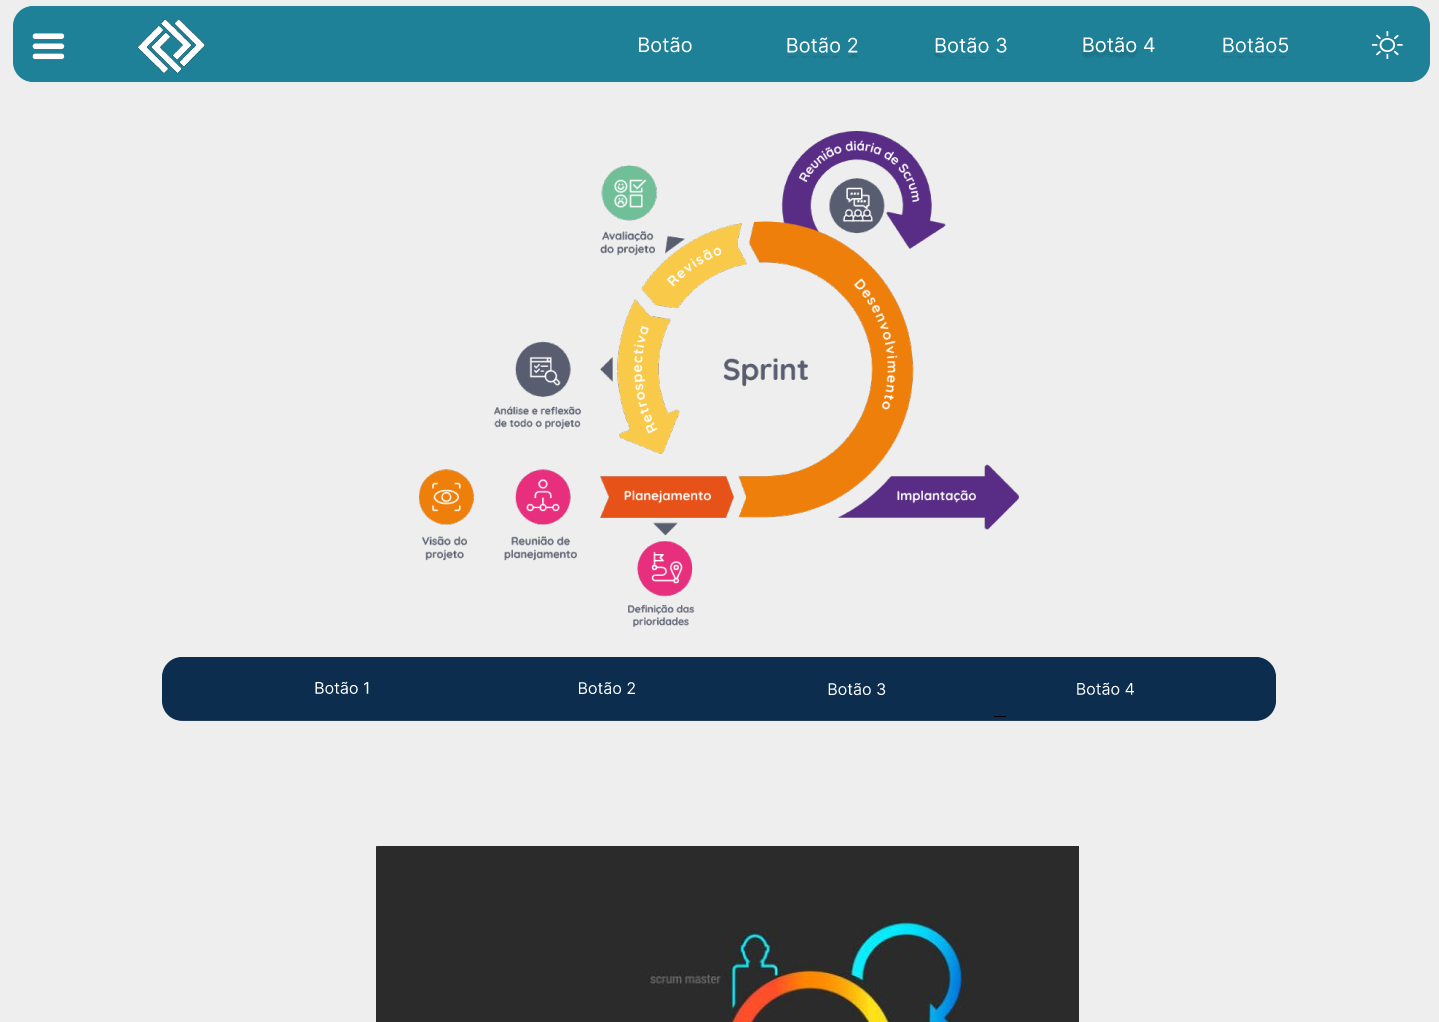 Botão
Botão 2
Botão 3
Botão 4
Botão5
Reunião diária de Scrum
Avaliação
do projeto
Revisão
Desenvolvimento
Retrospectiva
Sprint
Análise e reflexão
de todo o projeto
Planejamento
Implantação
Visão do
projeto
Reunião de
planejamento
Definição das
prioridades
Botão 1
Botão 2
Botão 3
Botão 4
scrum master